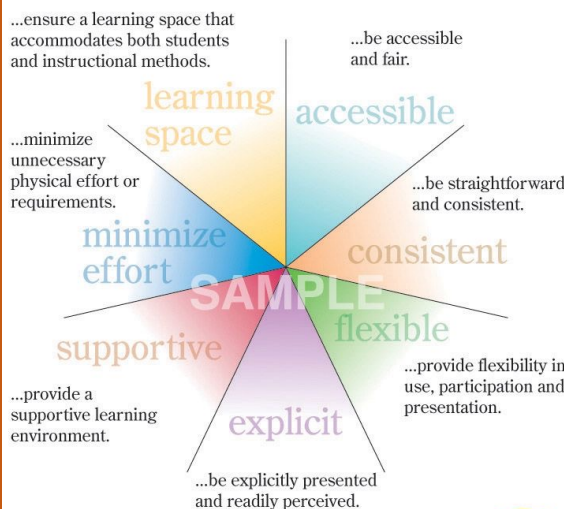 ...ensure a learning space that
accommodates both students
and instructional methods.
...be accessible
and fair.
learning
space
accessible
...minimize
unnecessary
physical effort or
requirements.
...be straightforward
and consistent.
minimize
effort
consistent
SAMPLE
flexible
supportive
...provide flexibility in
use, participation and
presentation.
...provide a
supportive learning
environment.
explicit
...be explicitly presented
and readily perceived.